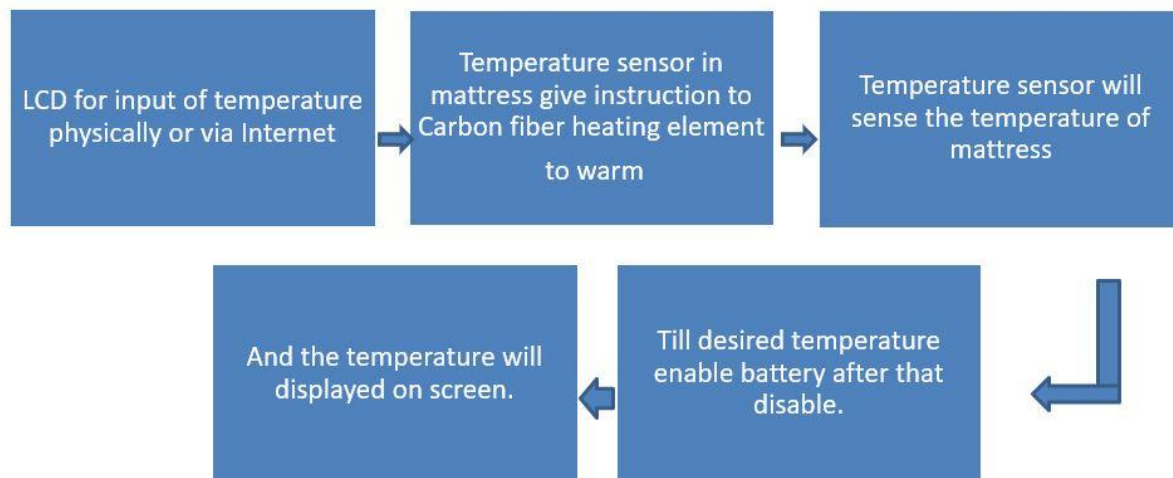 LCD for input of temperature
physically or via Internet
Temperature sensor in
mattress give instruction to
Carbon fiber heating element
to warm
Temperature sensor will
sense the temperature of
mattress
Till desired temperature
enable battery after that
disable.
And the temperature will
displayed on screen.